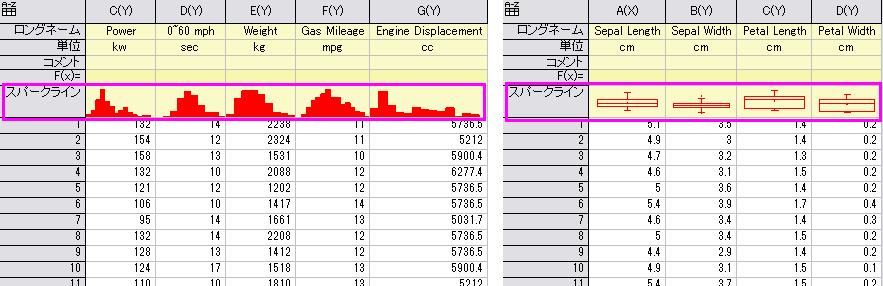 C(Y) D(Y) E(Y) F(Y) G(Y)
ロングネーム Power 0~60 mph Weight Gas Mileage Engine Displacement
単位 kw sec kg mpg cc
コメント
F(x)=
スパークライン
1 132 14 2238 11 5736.5
2 154 12 2324 11 5212
3 158 13 1531 10 5900.4
4 132 10 2088 12 6277.4
5 121 12 1202 12 5736.5
6 106 10 1417 14 5736.5
7 95 14 1661 13 5031.7
8 132 14 2208 12 5736.5
9 128 13 1412 12 5736.5
10 124 17 1518 13 5900.4
11 110 10 1810 13 5212
A(X) B(Y) C(Y) D(Y)
ロングネーム Sepal Length Sepal Width Petal Length Petal Width
単位 cm cm cm cm
コメント
F(x)=
スパークライン
1 5.1 3.5 1.4 0.2
2 4.9 3 1.4 0.2
3 4.7 3.2 1.3 0.2
4 4.6 3.1 1.5 0.2
5 5 3.6 1.4 0.2
6 5.4 3.9 1.7 0.4
7 4.6 3.4 1.4 0.3
8 5 3.4 1.5 0.2
9 4.4 2.9 1.4 0.2
10 4.9 3.1 1.5 0.1
11 5.4 3.7 1.5 0.2